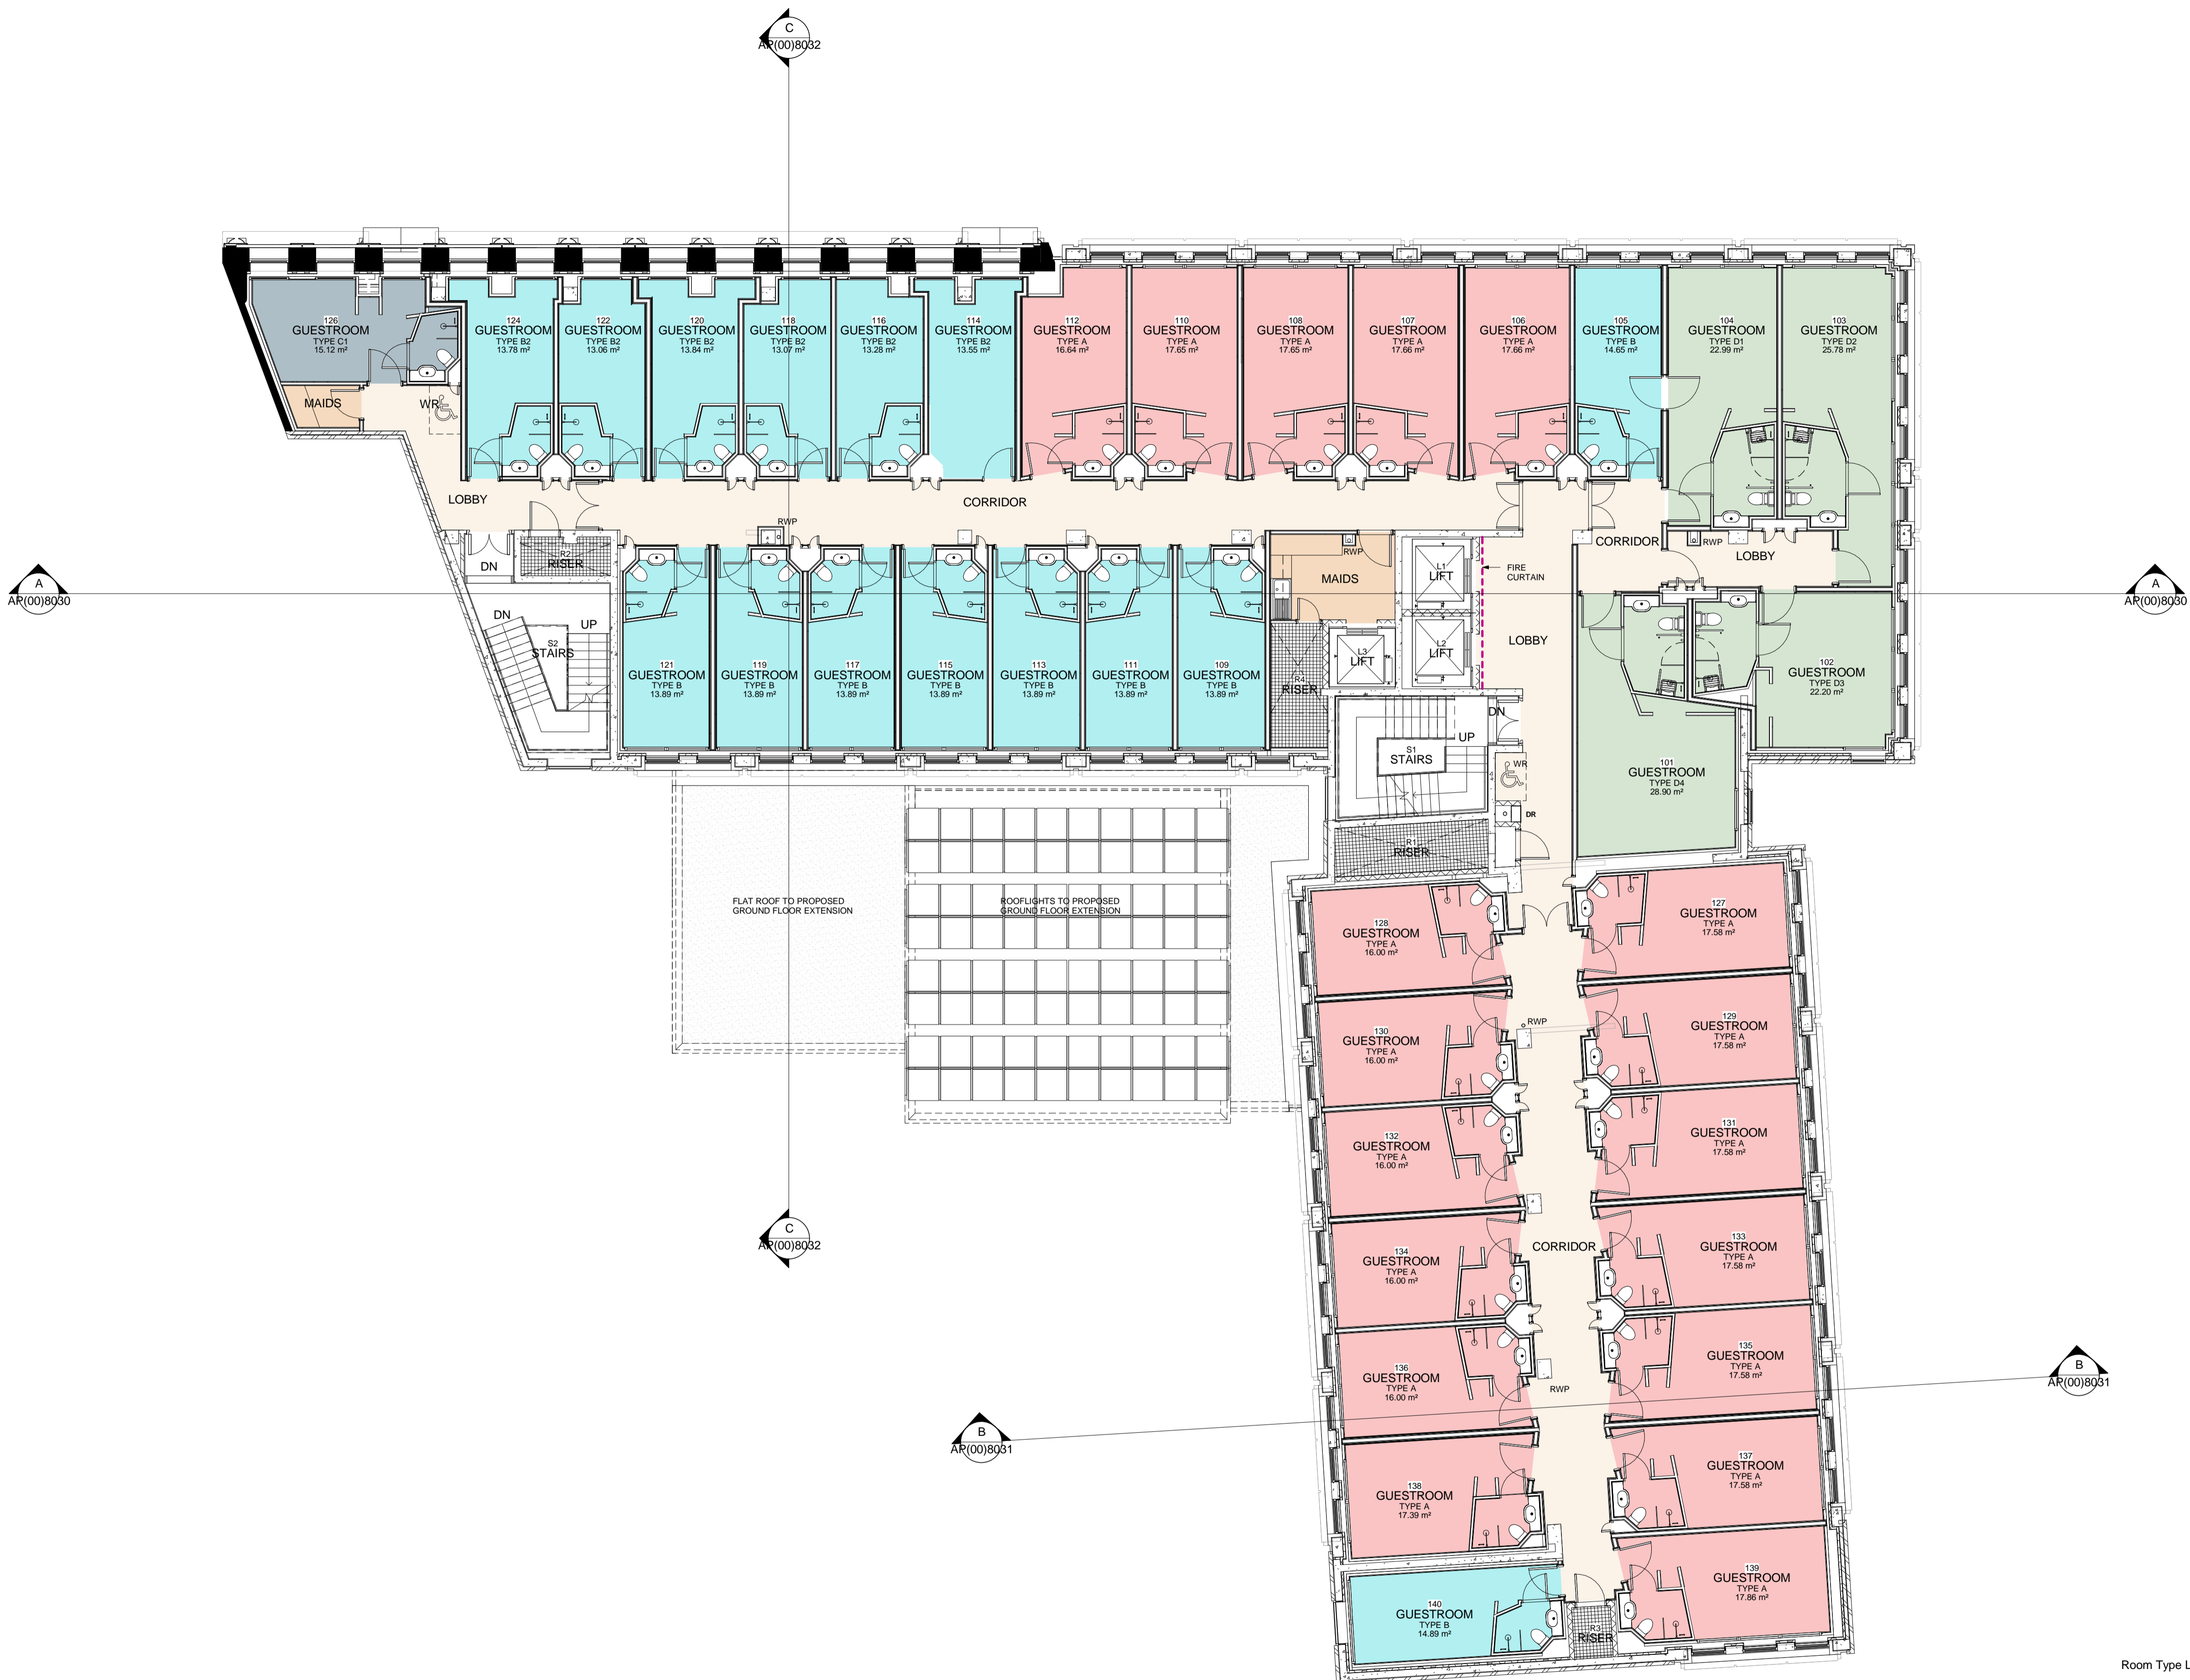 C
AP(00)8032
126
GUESTROOM
TYPE C1
15.12 m²
124
GUESTROOM
TYPE B2
13.78 m²
122
GUESTROOM
TYPE B2
13.06 m²
120
GUESTROOM
TYPE B2
13.84 m²
118
GUESTROOM
TYPE B2
13.07 m²
116
GUESTROOM
TYPE B2
13.28 m²
114
GUESTROOM
TYPE B2
13.55 m²
112
GUESTROOM
TYPE A
16.64 m²
110
GUESTROOM
TYPE A
17.65 m²
108
GUESTROOM
TYPE A
17.65 m²
107
GUESTROOM
TYPE A
17.66 m²
106
GUESTROOM
TYPE A
17.66 m²
105
GUESTROOM
TYPE B
14.65 m²
104
GUESTROOM
TYPE D1
22.99 m²
103
GUESTROOM
TYPE D2
25.78 m²
MAIDS
WR
LOBBY
CORRIDOR
RWP
R2
RISER
DN
RWP
MAIDS
L1
LIFT
FIRE
CURTAIN
CORRIDOR
RWP
LOBBY
A
AP(00)8030
A
AP(00)8030
DN
UP
S2
STAIRS
121
GUESTROOM
TYPE B
13.89 m²
119
GUESTROOM
TYPE B
13.89 m²
117
GUESTROOM
TYPE B
13.89 m²
115
GUESTROOM
TYPE B
13.89 m²
113
GUESTROOM
TYPE B
13.89 m²
111
GUESTROOM
TYPE B
13.89 m²
109
GUESTROOM
TYPE B
13.89 m²
R4
RISER
L3
LIFT
L2
LIFT
LOBBY
102
GUESTROOM
TYPE D3
22.20 m²
DN
UP
S1
STAIRS
WR
DR
101
GUESTROOM
TYPE D4
28.90 m²
R1
RISER
FLAT ROOF TO PROPOSED
GROUND FLOOR EXTENSION
ROOFLIGHTS TO PROPOSED
GROUND FLOOR EXTENSION
128
GUESTROOM
TYPE A
16.00 m²
127
GUESTROOM
TYPE A
17.58 m²
130
GUESTROOM
TYPE A
16.00 m²
RWP
129
GUESTROOM
TYPE A
17.58 m²
132
GUESTROOM
TYPE A
16.00 m²
131
GUESTROOM
TYPE A
17.58 m²
C
AP(00)8032
134
GUESTROOM
TYPE A
16.00 m²
CORRIDOR
133
GUESTROOM
TYPE A
17.58 m²
136
GUESTROOM
TYPE A
16.00 m²
RWP
135
GUESTROOM
TYPE A
17.58 m²
B
AP(00)8031
B
AP(00)8031
138
GUESTROOM
TYPE A
17.39 m²
137
GUESTROOM
TYPE A
17.58 m²
139
GUESTROOM
TYPE A
17.86 m²
140
GUESTROOM
TYPE B
14.89 m²
R3
RISER
Room Type L